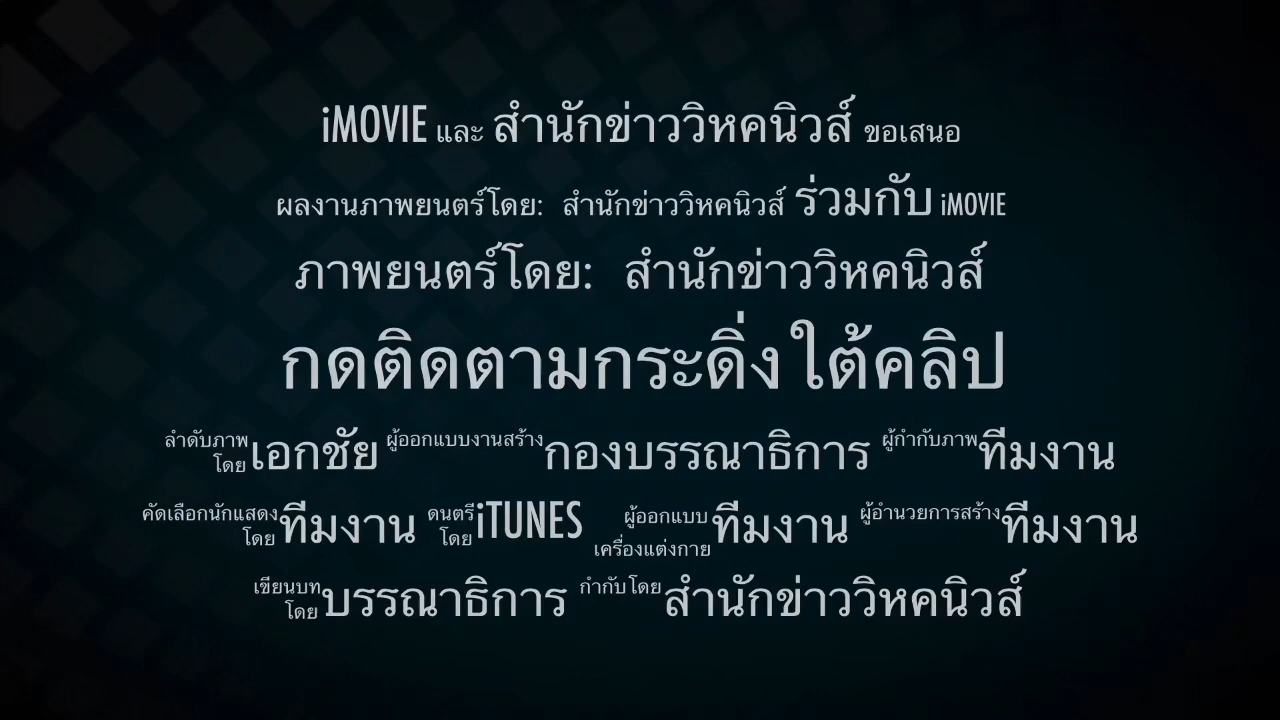 iMOVIE และ สำนักข่าววิหคนิวส์ ขอเสนอ
ผลงานภาพยนตร์โดย: สำนักข่าววิหคนิวส์ ร่วมกับ iMOVIE
ภาพยนตร์โดย: สำนักข่าววิหคนิวส์
กดติดตามกระดิ่ง ใต้คลิป
ลำดับภาพโดย เอกชัย ผู้ออกแบบงานสร้าง กองบรรณาธิการ ผู้กำกับภาพ ทีมงาน
คัดเลือกนักแสดงโดย ทีมงาน ดนตรีโดย iTUNES ผู้ออกแบบเครื่องแต่งกาย ทีมงาน ผู้อำนวยการสร้าง ทีมงาน
เขียนบทโดย บรรณาธิการ กำกับโดย สำนักข่าววิหคนิวส์